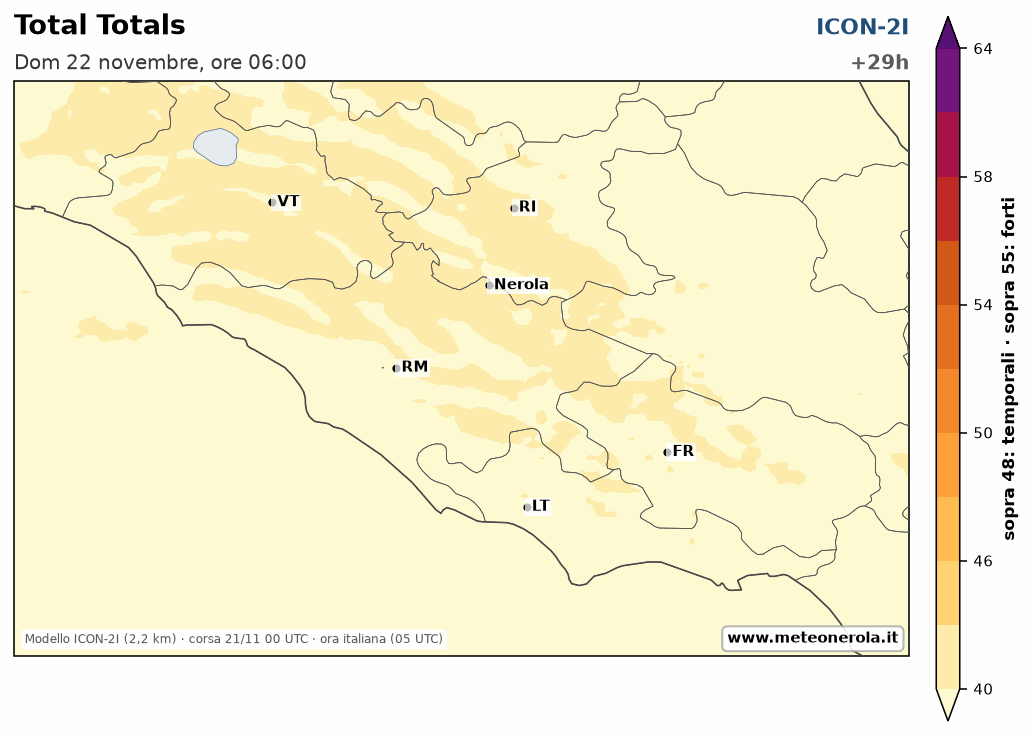 Total Totals
ICON-2I
Dom 22 novembre, ore 06:00
+29h
VT
RI
Nerola
RM
FR
LT
Modello ICON-2I (2,2 km) · corsa 21/11 00 UTC · ora italiana (05 UTC)
www.meteonerola.it
64
58
54
50
46
40
sopra 48: temporali · sopra 55: forti